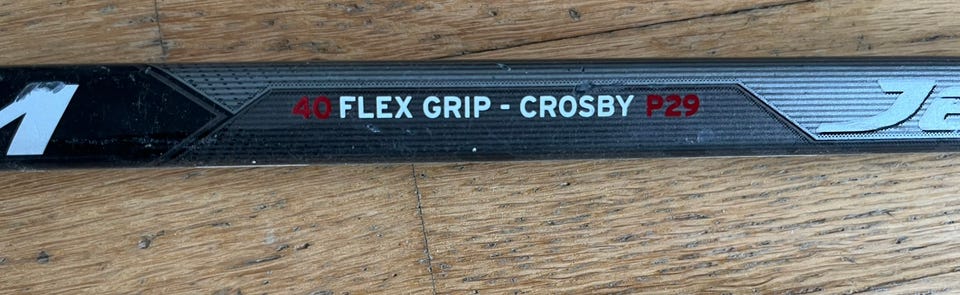 40 FLEX GRIP - CROSBY P29